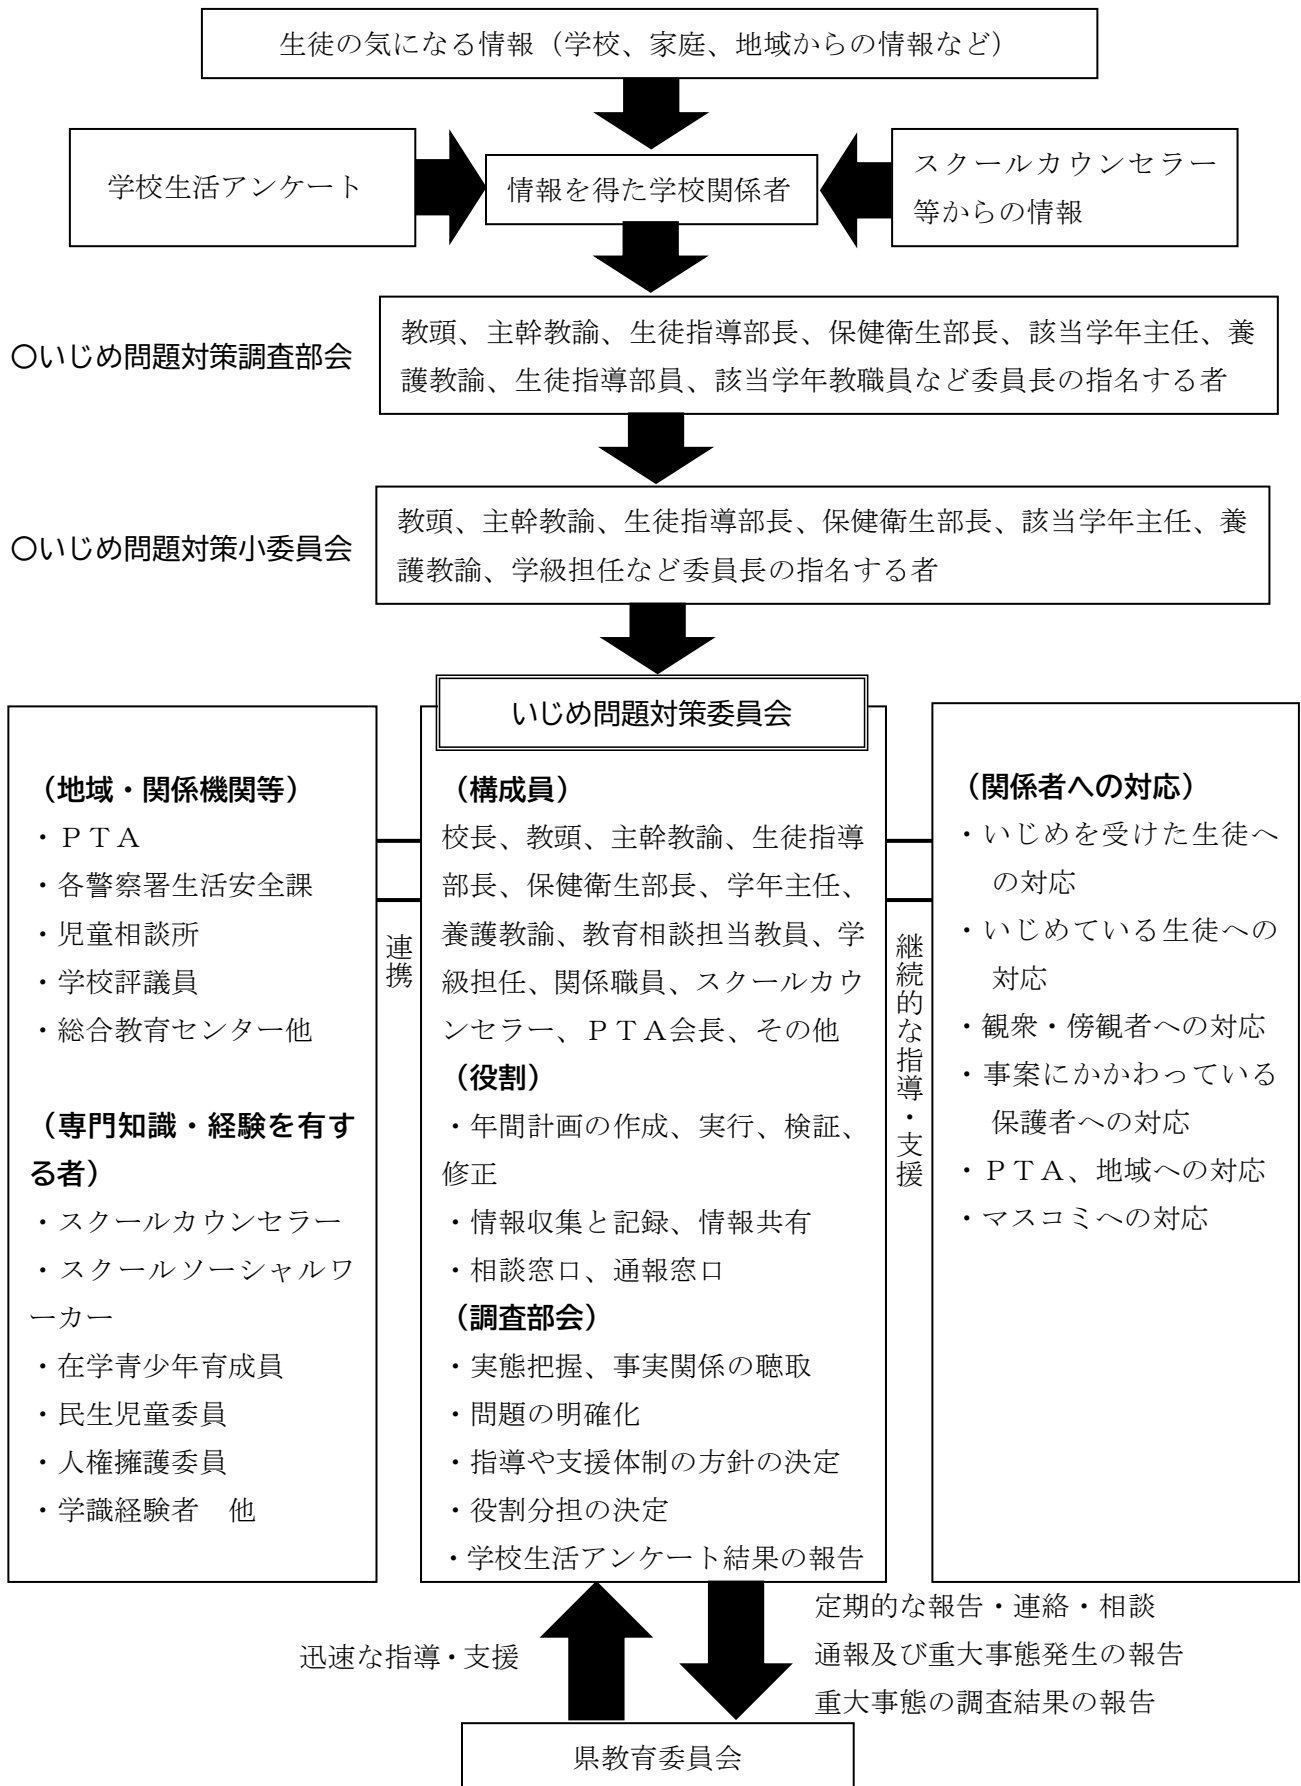 生徒の気になる情報（学校、家庭、地域からの情報など）
学校生活アンケート
情報を得た学校関係者
スクールカウンセラー
等からの情報
〇いじめ問題対策調査部会
教頭、主幹教諭、生徒指導部長、保健衛生部長、該当学年主任、養
護教諭、生徒指導部員、該当学年教職員など委員長の指名する者
〇いじめ問題対策小委員会
教頭、主幹教諭、生徒指導部長、保健衛生部長、該当学年主任、養
護教諭、学級担任など委員長の指名する者
いじめ問題対策委員会
（地域・関係機関等）
・ＰＴＡ
・各警察署生活安全課
・児童相談所
・学校評議員
・総合教育センター他
（専門知識・経験を有す
る者）
・スクールカウンセラー
・スクールソーシャルワ
ーカー
・在学青少年育成員
・民生児童委員
・人権擁護委員
・学識経験者　他
連携
（構成員）
校長、教頭、主幹教諭、生徒指導
部長、保健衛生部長、学年主任、
養護教諭、教育相談担当教員、学
級担任、関係職員、スクールカウ
ンセラー、ＰＴＡ会長、その他
（役割）
・年間計画の作成、実行、検証、
修正
・情報収集と記録、情報共有
・相談窓口、通報窓口
（調査部会）
・実態把握、事実関係の聴取
・問題の明確化
・指導や支援体制の方針の決定
・役割分担の決定
・学校生活アンケート結果の報告
継続的な指導・支援
（関係者への対応）
・いじめを受けた生徒へ
の対応
・いじめている生徒への
対応
・観衆・傍観者への対応
・事案にかかわっている
保護者への対応
・ＰＴＡ、地域への対応
・マスコミへの対応
迅速な指導・支援
定期的な報告・連絡・相談
通報及び重大事態発生の報告
重大事態の調査結果の報告
県教育委員会